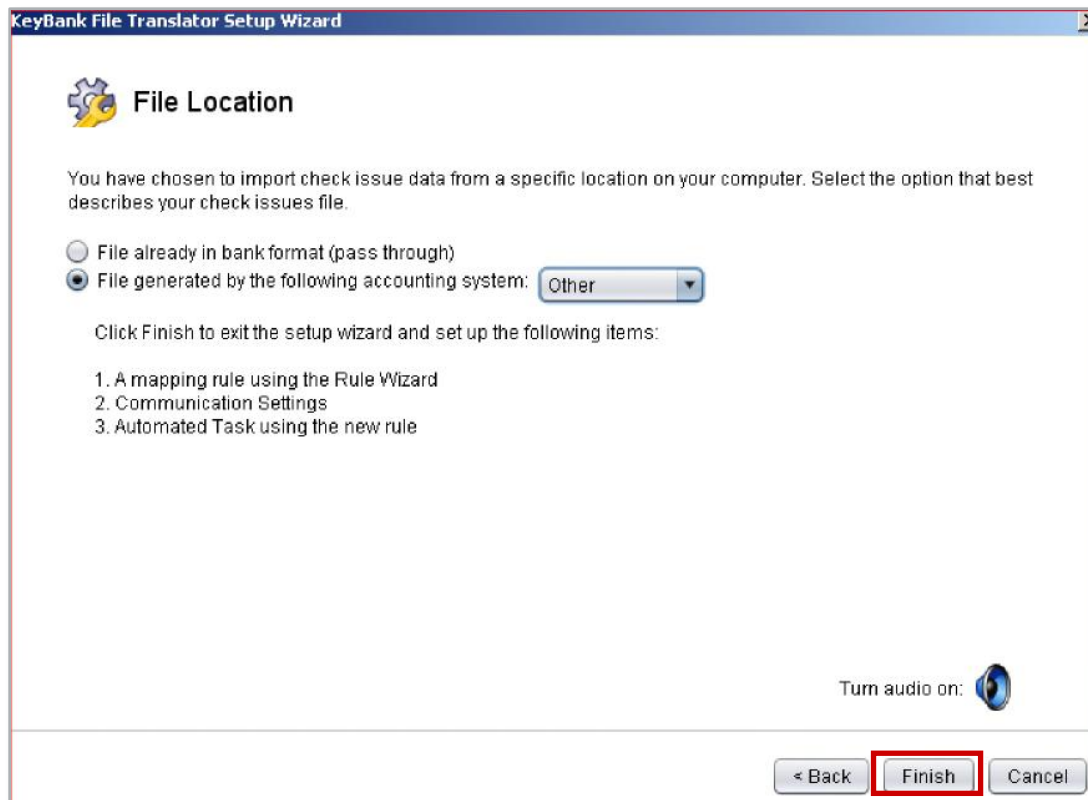 KeyBank File Translator Setup Wizard
File Location
You have chosen to import check issue data from a specific location on your computer. Select the option that best
describes your check issues file.
File already in bank format (pass through)
File generated by the following accounting system: Other
Click Finish to exit the setup wizard and set up the following items:
1. A mapping rule using the Rule Wizard
2. Communication Settings
3. Automated Task using the new rule
Turn audio on:
< Back Finish Cancel